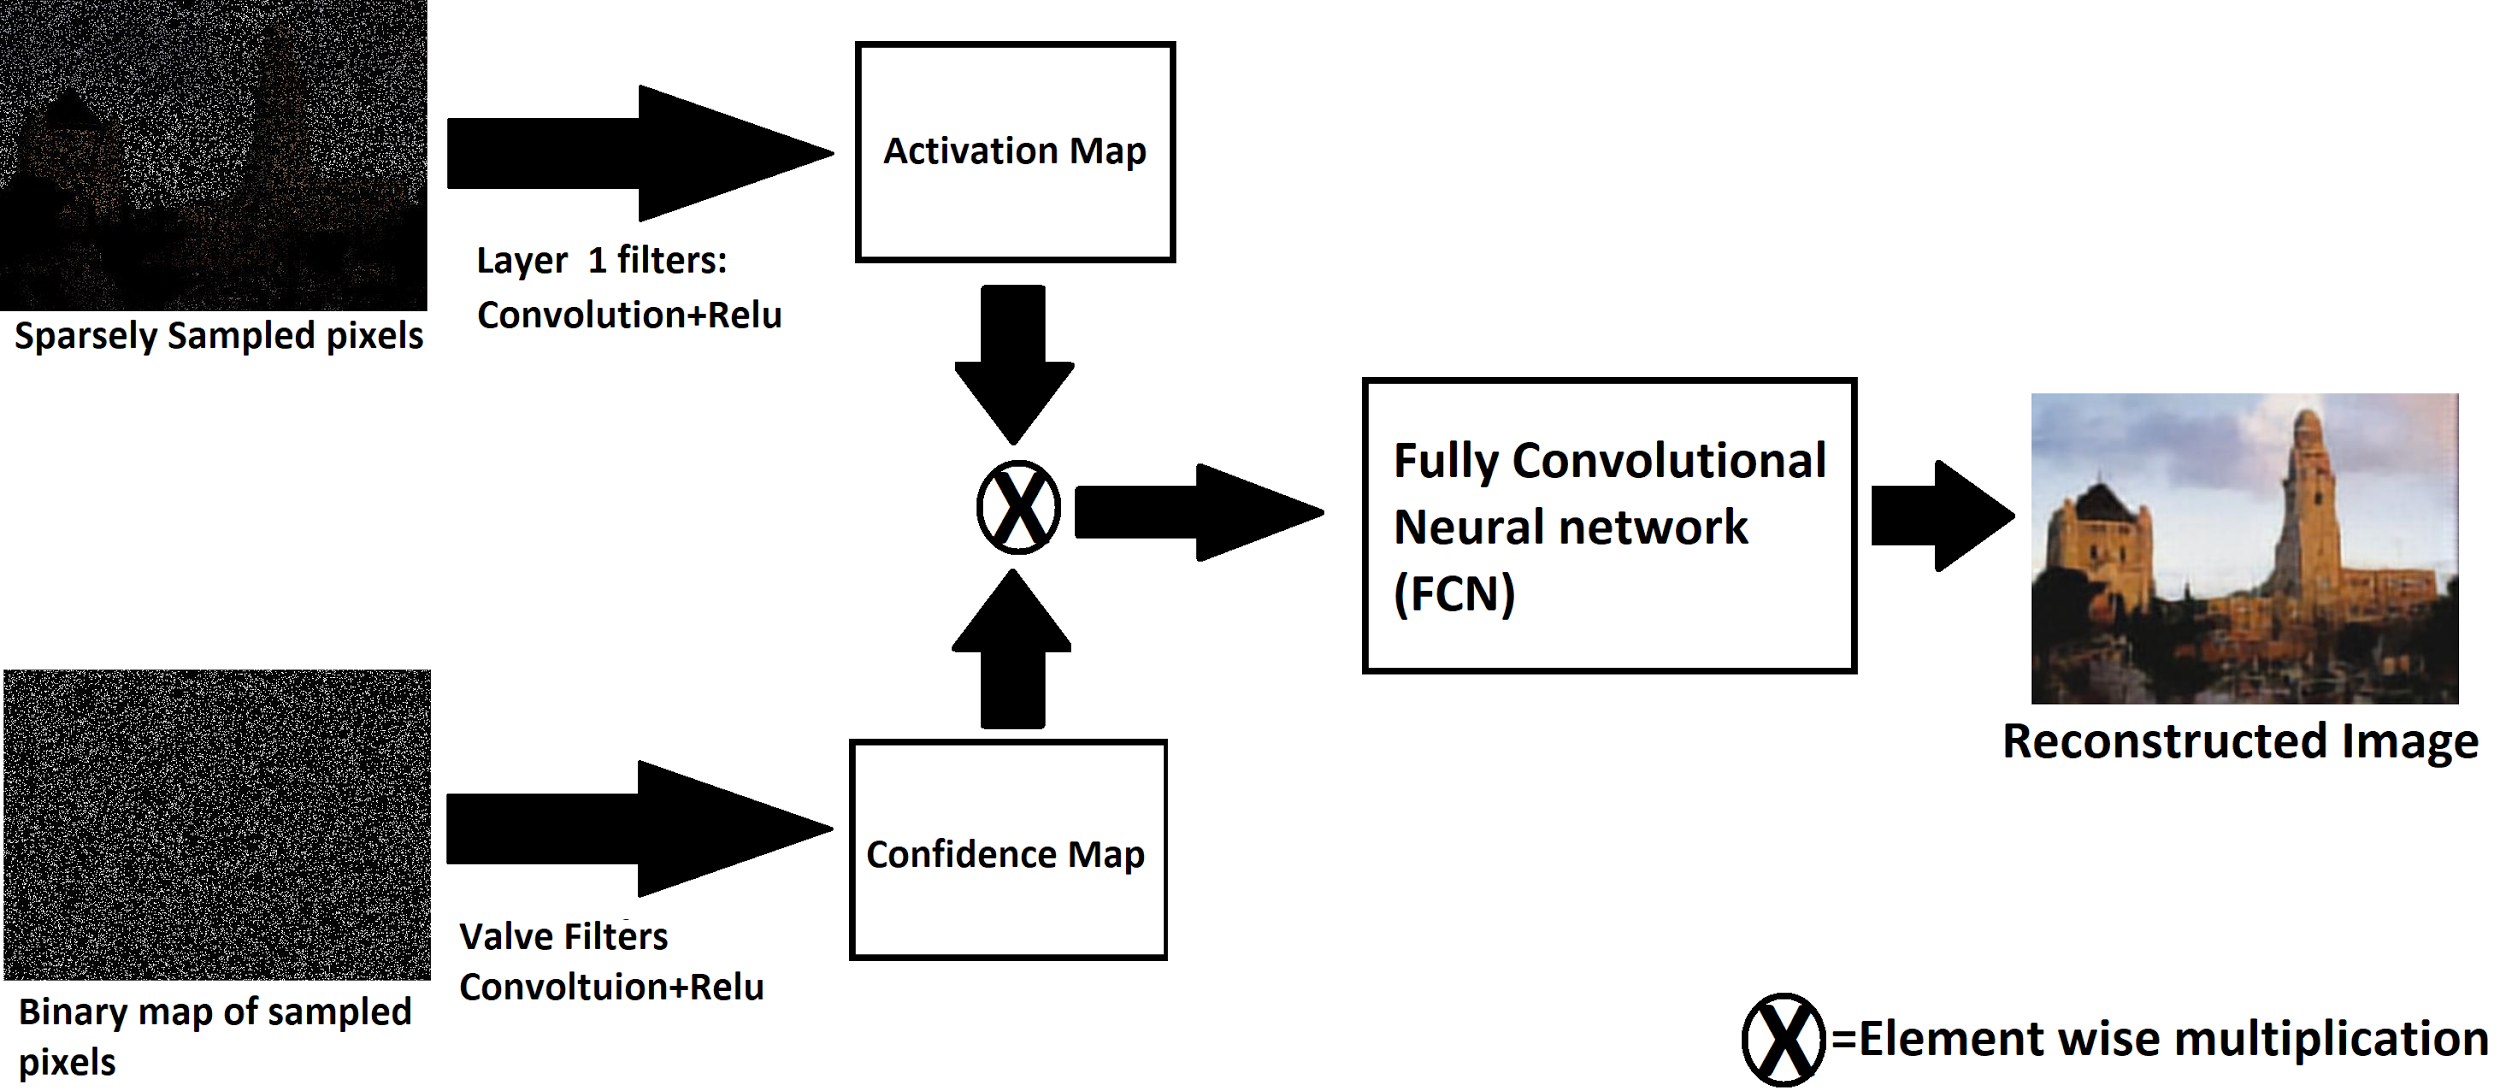 Sparsely Sampled pixels
Layer 1 filters:
Convolution+Relu
Activation Map
X
Fully Convolutional
Neural network
(FCN)
Reconstructed Image
Binary map of sampled
pixels
Valve Filters
Convoltuion+Relu
Confidence Map
X=Element wise multiplication